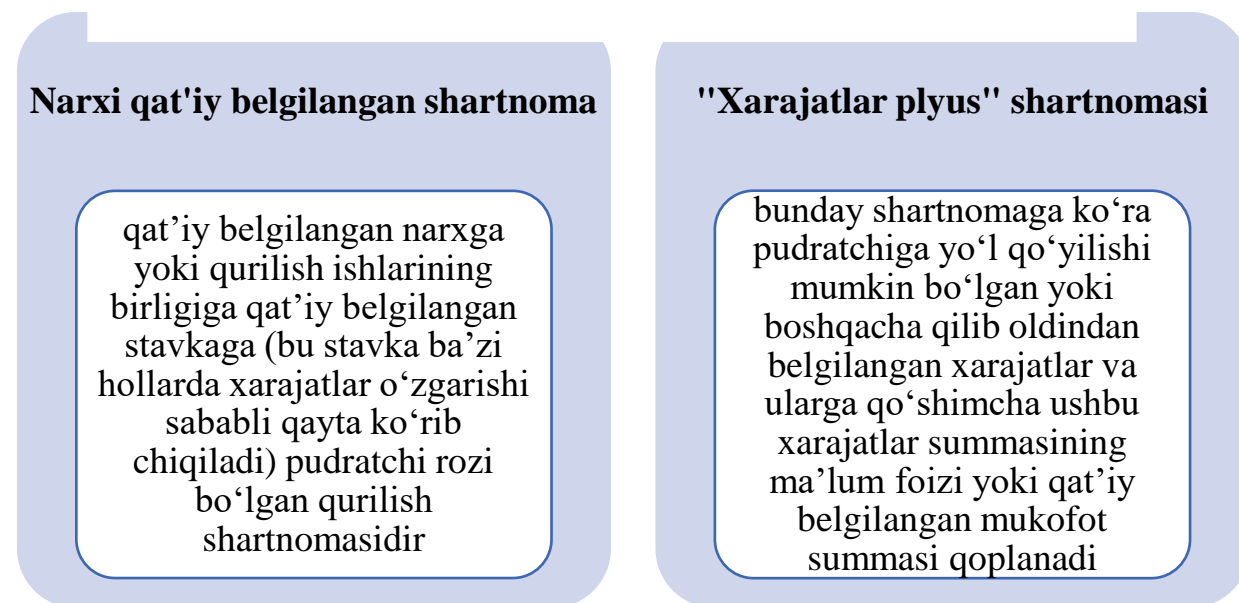 Narxi qat'iy belgilangan shartnoma
qat’iy belgilangan narxga
yoki qurilish ishlarining
birligiga qat’iy belgilangan
stavkaga (bu stavka ba’zi
hollarda xarajatlar o‘zgarishi
sababli qayta ko‘rib
chiqiladi) pudratchi rozi
bo‘lgan qurilish
shartnomasidir
"Xarajatlar plyus" shartnomasi
bunday shartnomaga ko‘ra
pudratchiga yo‘l qo‘yilishi
mumkin bo‘lgan yoki
boshqacha qilib oldindan
belgilangan xarajatlar va
ularga qo‘shimcha ushbu
xarajatlar summasining
ma’lum foizi yoki qat’iy
belgilangan mukofot
summasi qoplanadi